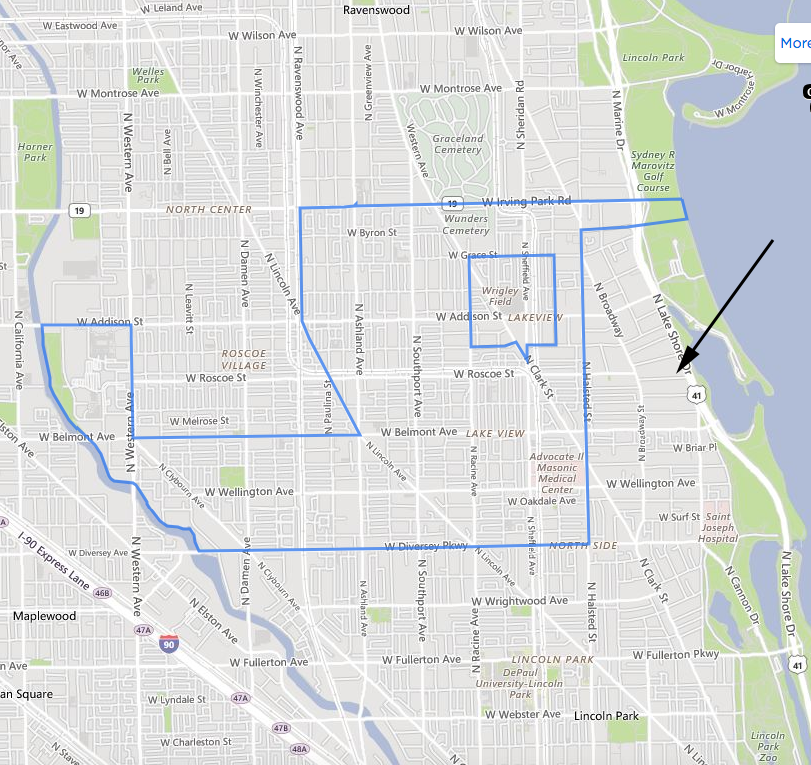 N Leland Ave
Ravenswood
W Eastwood Ave
W Wilson Ave
W Wilson Ave
Welles
Park
Lincoln Park
More
W Montrose Ave
W Montrose Ave
W Montrose
Harbor Dr
N Ravenswood Ave
N Greenview Ave
N Winchester Ave
N Western Ave
N Bell Ave
Western Ave
N Sheridan Rd
N Marine Dr
Graceland
Cemetery
Horner
Park
Sydney R
Marovitz
Golf
Course
19
NORTH CENTER
19
W Irving Park Rd
Wunders
Cemetery
W Byron St
W Grace St
N Sheffield Ave
N Damen Ave
N Lincoln Ave
N Leavitt St
N California Ave
Wrigley
Field
N Broadway
N Lake Shore Dr
W Addison St
W Addison St
LAKEVIEW
N Ashland Ave
N Southport Ave
ROSCOE
VILLAGE
W Roscoe St
W Roscoe St
N Clark St
N Halsted St
N Paulina St
41
N Western Ave
W Melrose St
W Belmont Ave
W Belmont Ave
LAKE VIEW
N Broadway St
W Briar Pl
N Lincoln Ave
N Racine Ave
Advocate Il
Masonic
Medical
Center
N Clybourn Ave
W Wellington Ave
W Wellington Ave
W Oakdale Ave
W Surf St
Saint
Joseph
Hospital
I-90 Express Lane
W Diversey Ave
W Diversey Pkwy
NORTH SIDE
N Sheffield Ave
N Lincoln Ave
N Western Ave
N Damen Ave
N Clybourn Ave
N Clark St
N Cannon Dr
N Lake Shore Dr
46B
N Elston Ave
N Ashland Ave
N Southport Ave
N Racine Ave
W Wrightwood Ave
N Halsted St
Maplewood
47A
90
W Fullerton Ave
W Fullerton Ave
LINCOLN PARK
W Fullerton Pkwy
41
DePaul
University-Lincoln
Park
47A
W Lyndale St
W Webster Ave
Lincoln Park
47B
W Charleston St
48A
Lincoln
Park
Zoo